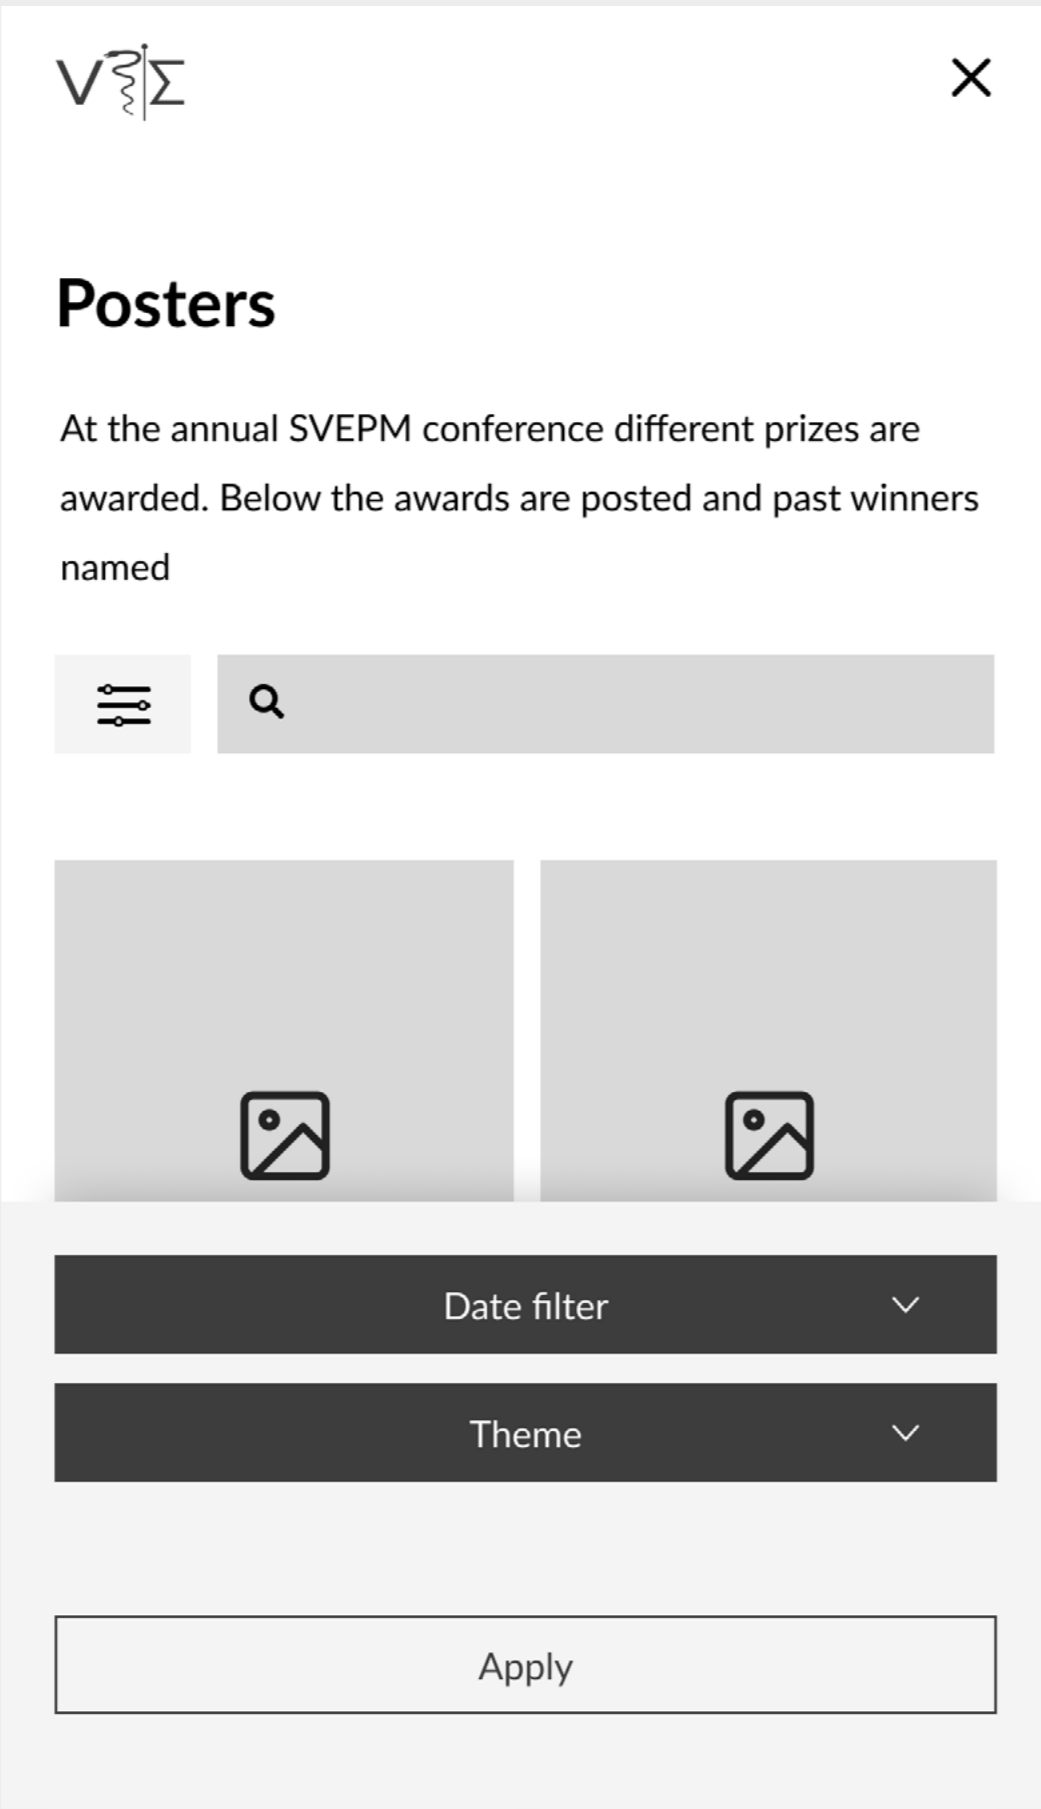 VΣ
Posters
At the annual SVEPM conference different prizes are
awarded. Below the awards are posted and past winners
named
Date filter
Theme
Apply